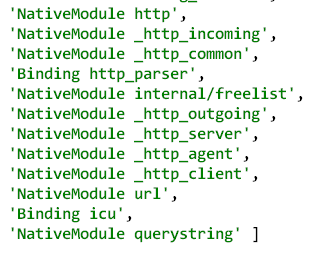 'NativeModule http',
'NativeModule _http_incoming',
'NativeModule _http_common',
'Binding http_parser',
'NativeModule internal/freelist',
'NativeModule _http_outgoing',
'NativeModule _http_server',
'NativeModule _http_agent',
'NativeModule _http_client',
'NativeModule url',
'Binding icu',
'NativeModule querystring' ]